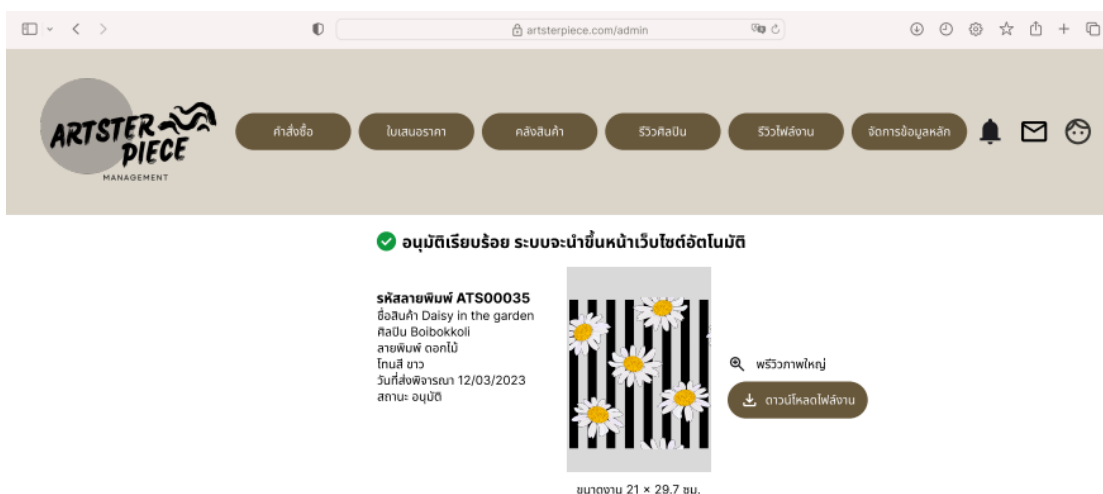 artsterpiece.com/admin
ARTSTER
PIECE
MANAGEMENT
คำสั่งซื้อ
ใบเสนอราคา
คลังสินค้า
รีวิวศิลปิน
รีวิวไฟล์งาน
จัดการข้อมูลหลัก
อนุมัติเรียบร้อย ระบบจะนำขึ้นหน้าเว็บไซต์อัตโนมัติ
รหัสลายพิมพ์ ATS00035
ชื่อสินค้า Daisy in the garden
ศิลปิน Boibokkoli
ลายพิมพ์ ดอกไม้
โทนสี ขาว
วันที่ส่งพิจารณา 12/03/2023
สถานะ อนุมัติ
พรีวิวภาพใหญ่
ดาวน์โหลดไฟล์งาน
ขนาดงาน 21 × 29.7 ซม.